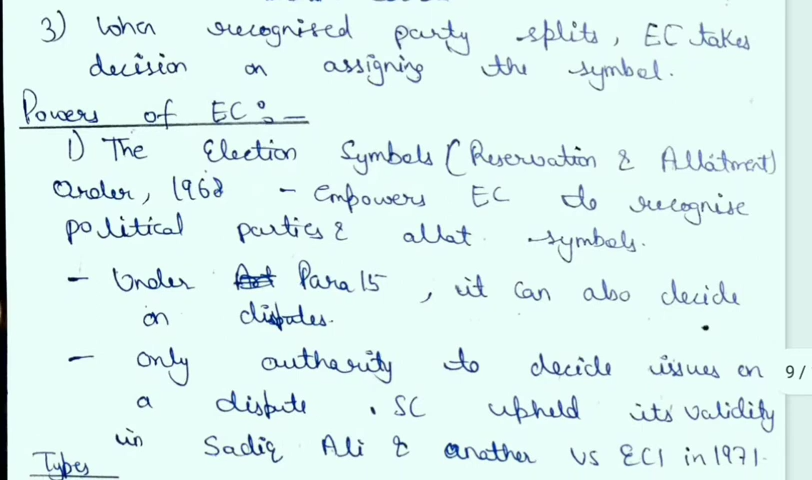 3) When recognised party splits, EC takes
decision on assigning the symbol.
Powers of EC :-
1) The Election Symbols (Reservation & Allotment)
Order, 1968 - Empowers EC to recognise
political parties & allot symbols.
- Under Para 15, it can also decide
on disputes.
- only authority to decide issues on
9/
a dispute. SC upheld its validity
in Sadiq Ali & another vs ECI in 1971.
Types